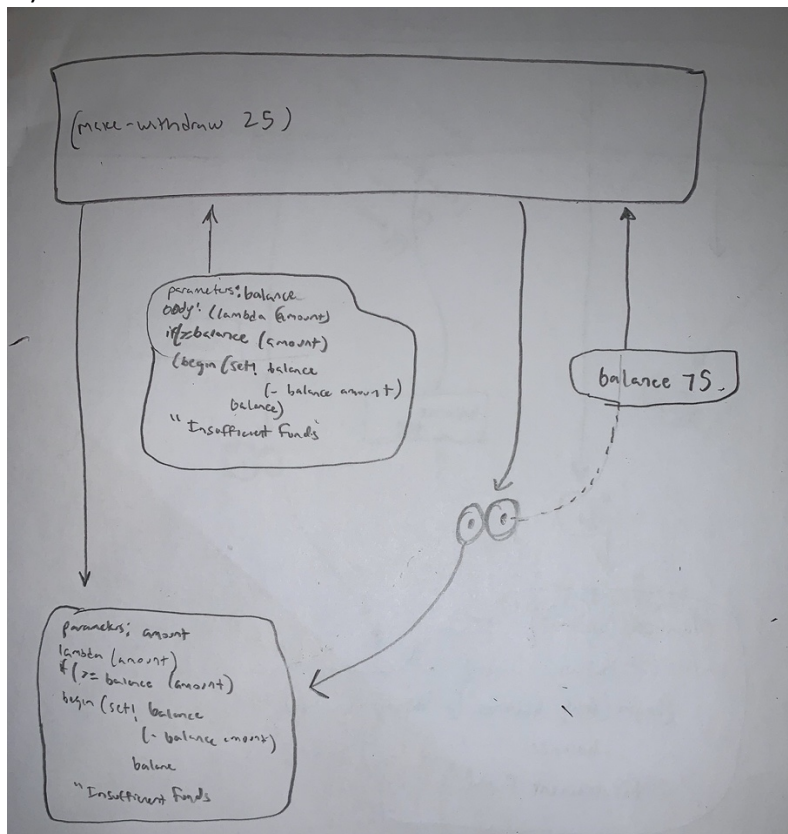 (make-withdraw 25)
parameters: balance
body: (lambda (amount)
if(>= balance (amount)
(begin (set! balance
(- balance amount)
balance)
"Insufficient Funds
balance 75.
parameters: amount
lambda (amount)
if (>= balance (amount)
begin (set! balance
(- balance amount)
balance
"Insufficient Funds